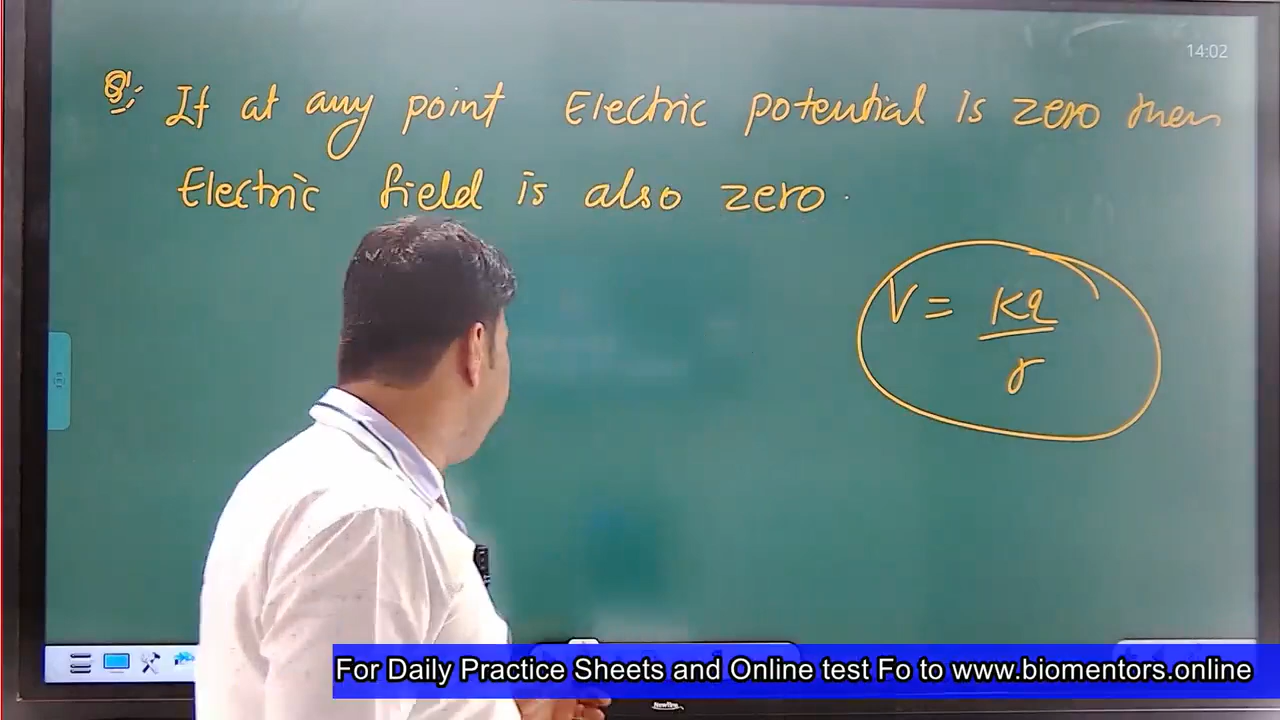 14:02
Q: If at any point Electric potential is zero then
Electric field is also zero.
V = Kq
r
For Daily Practice Sheets and Online test Fo to www.biomentors.online
Newline